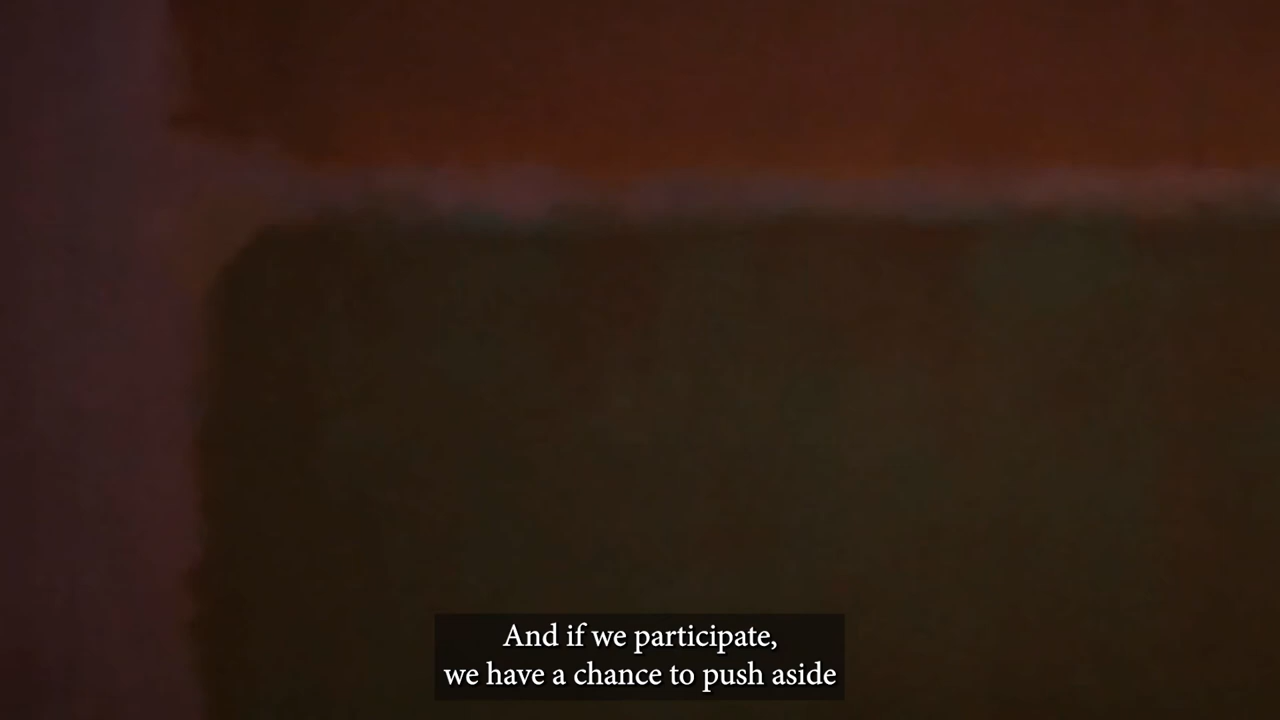 And if we participate,
we have a chance to push aside